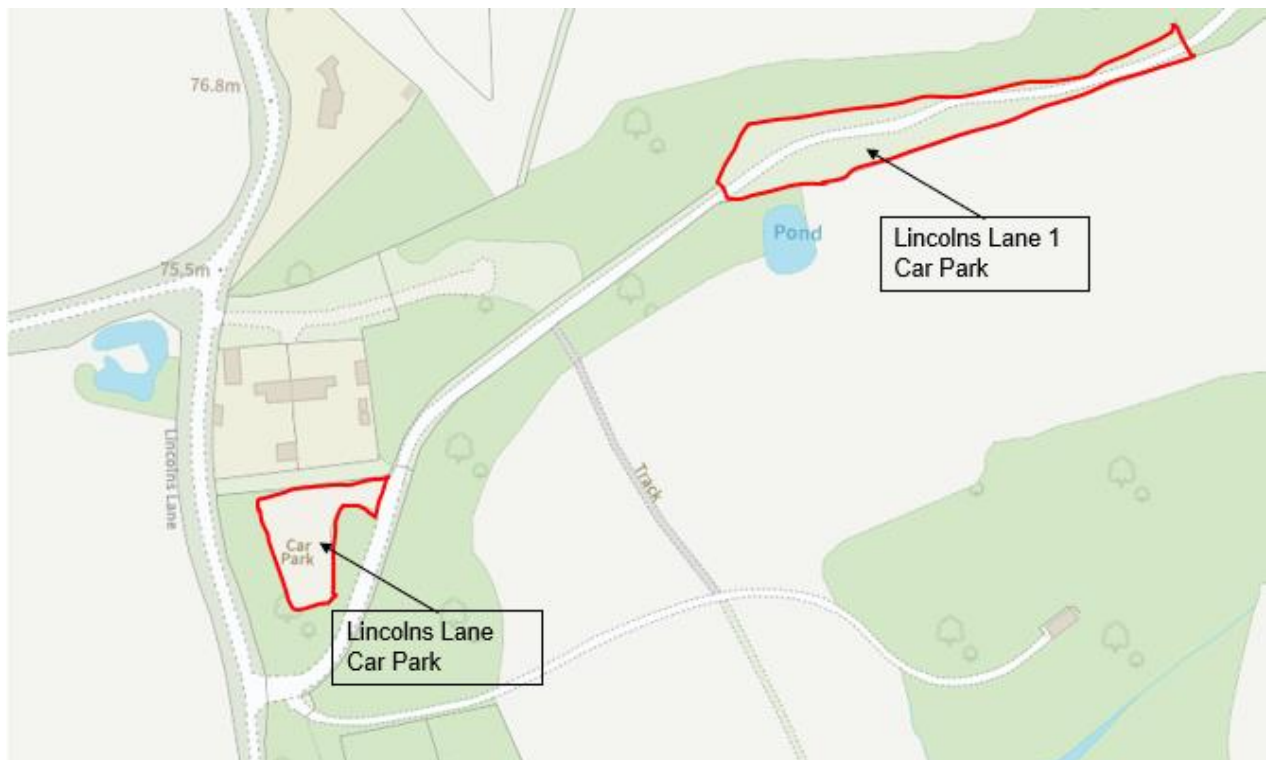 76.8m
Lincolns Lane 1
Car Park
Pond
75.5m
Lincolns Lane
Track
Car
Park
Lincolns Lane
Car Park